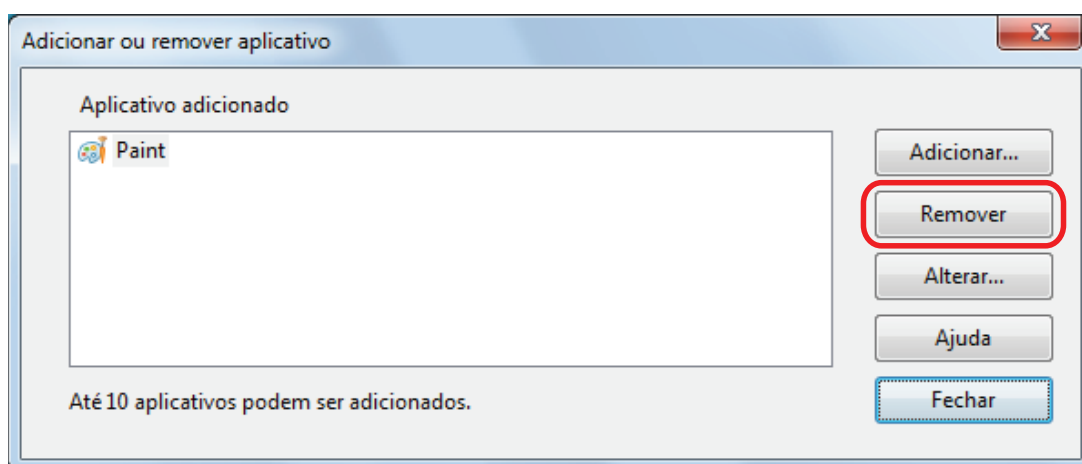 Adicionar ou remover aplicativo
Aplicativo adicionado
Paint
Adicionar...
Remover
Alterar...
Ajuda
Até 10 aplicativos podem ser adicionados.
Fechar